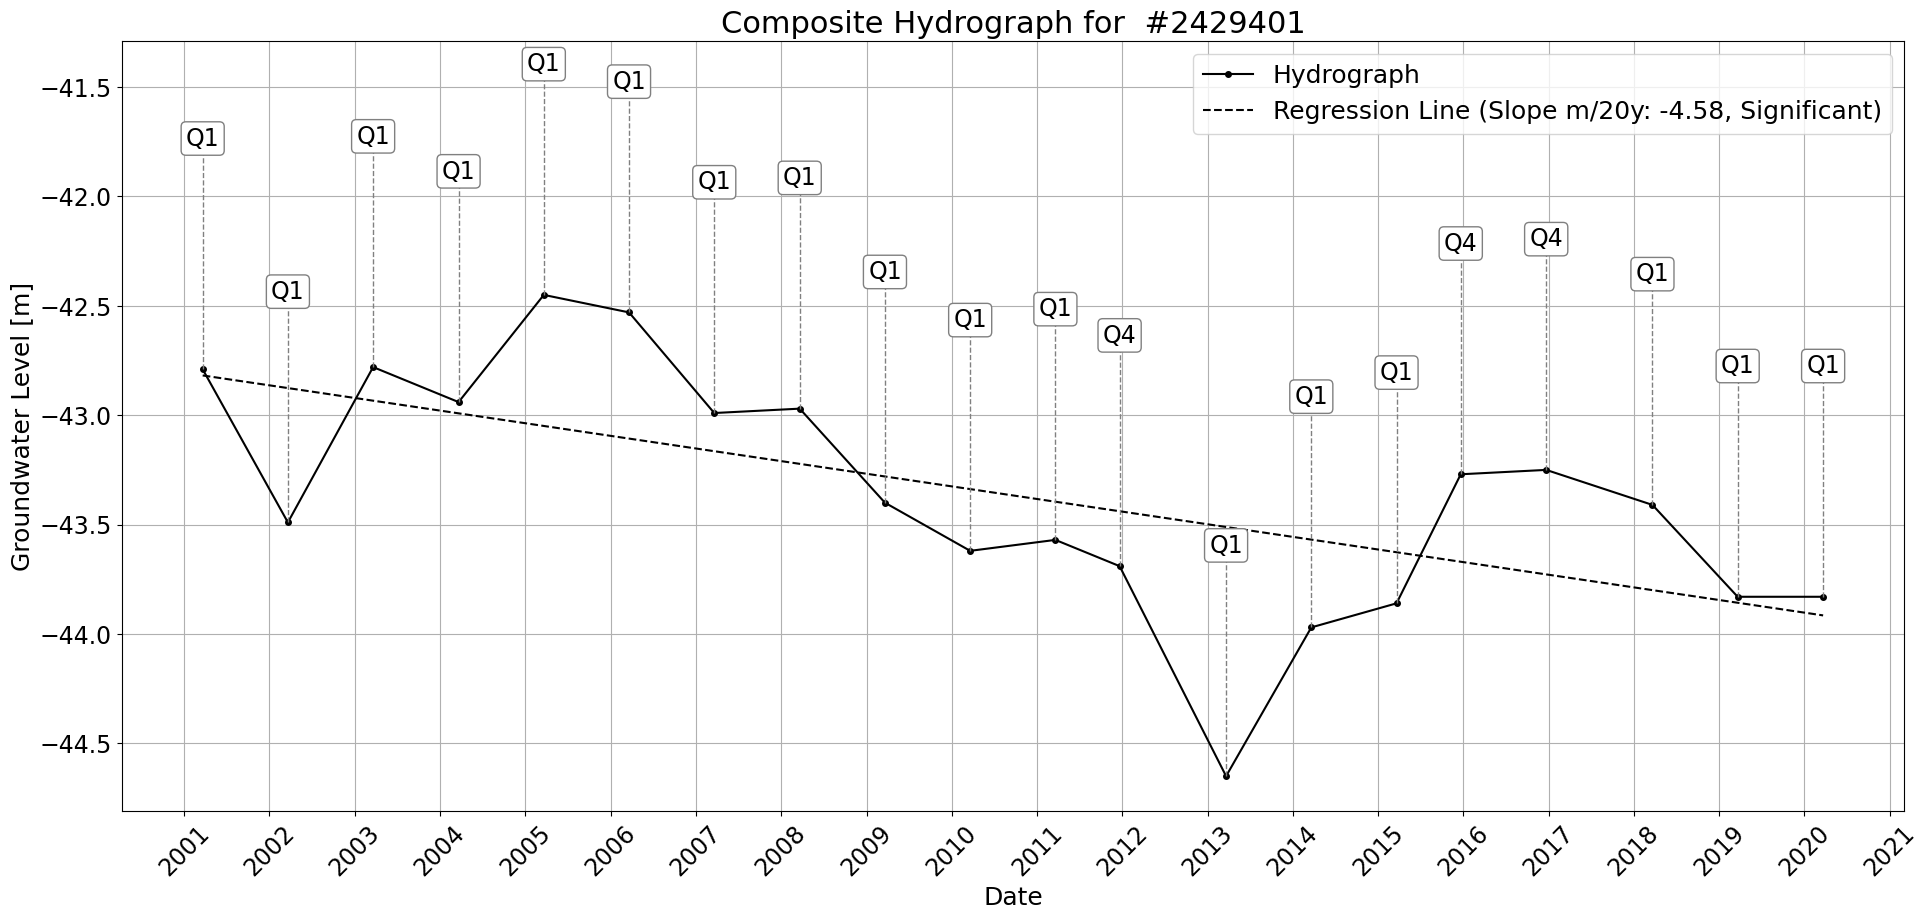 Composite Hydrograph for  #2429401
Hydrograph
Regression Line (Slope m/20y: -4.58, Significant)
Groundwater Level [m]
−41.5
−42.0
−42.5
−43.0
−43.5
−44.0
−44.5
Q1
Q1
Q1
Q1
Q1
Q1
Q1
Q1
Q1
Q1
Q1
Q4
Q1
Q1
Q1
Q4
Q4
Q1
Q1
Q1
2001
2002
2003
2004
2005
2006
2007
2008
2009
2010
2011
2012
2013
2014
2015
2016
2017
2018
2019
2020
2021
Date